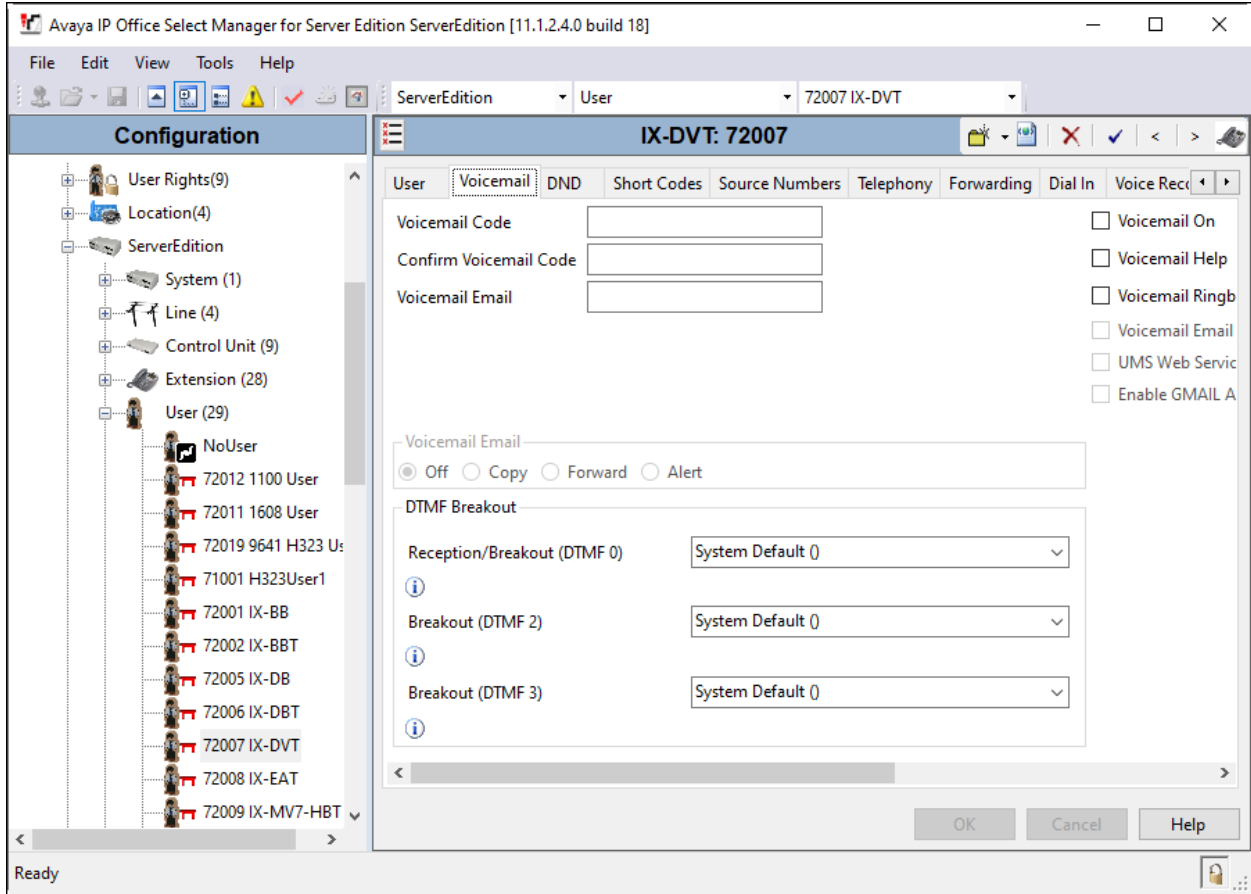 Avaya IP Office Select Manager for Server Edition ServerEdition [11.1.2.4.0 build 18]
File Edit View Tools Help
ServerEdition User 72007 IX-DVT
Configuration
User Rights(9)
Location(4)
ServerEdition
System (1)
Line (4)
Control Unit (9)
Extension (28)
User (29)
NoUser
72012 1100 User
72011 1608 User
72019 9641 H323 Us
71001 H323User1
72001 IX-BB
72002 IX-BBT
72005 IX-DB
72006 IX-DBT
72007 IX-DVT
72008 IX-EAT
72009 IX-MV7-HBT
IX-DVT: 72007
User Voicemail DND Short Codes Source Numbers Telephony Forwarding Dial In Voice Reco
Voicemail Code
Confirm Voicemail Code
Voicemail Email
Voicemail On
Voicemail Help
Voicemail Ringb
Voicemail Email
UMS Web Servic
Enable GMAIL A
Voicemail Email
Off Copy Forward Alert
DTMF Breakout
Reception/Breakout (DTMF 0) System Default ()
Breakout (DTMF 2) System Default ()
Breakout (DTMF 3) System Default ()
OK Cancel Help
Ready